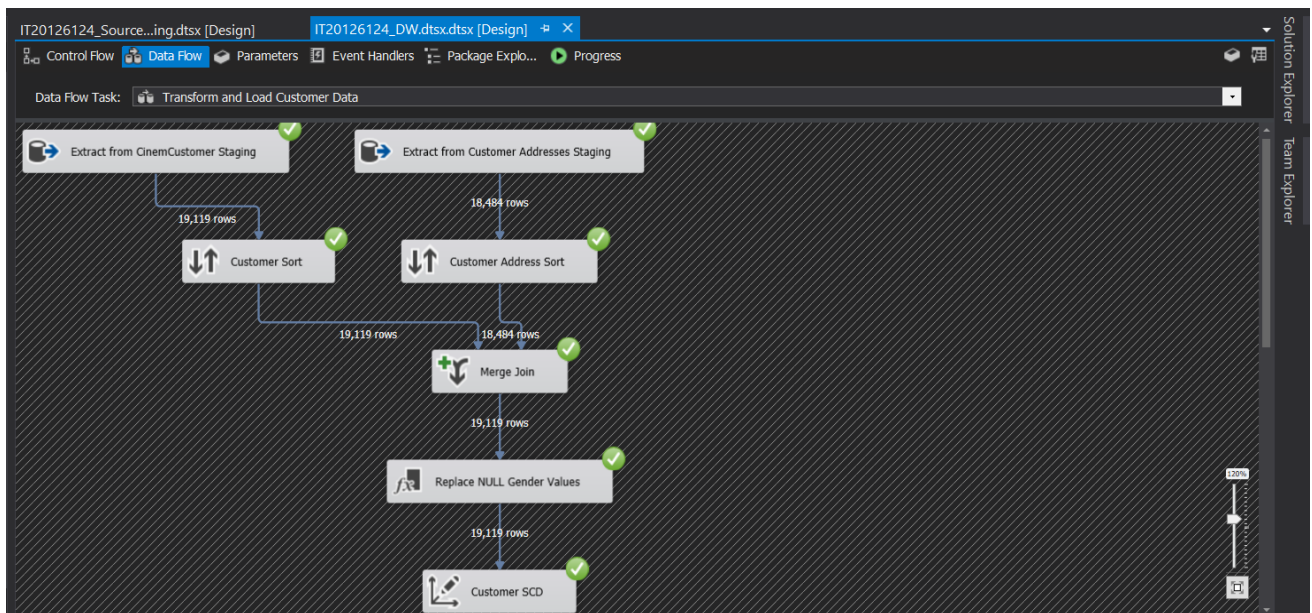 IT20126124_Source...ing.dtsx [Design]
IT20126124_DW.dtsx.dtsx [Design]
Control Flow
Data Flow
Parameters
Event Handlers
Package Explo...
Progress
Data Flow Task:
Transform and Load Customer Data
Extract from CinemCustomer Staging
Extract from Customer Addresses Staging
18,484 rows
19,119 rows
Customer Sort
Customer Address Sort
19,119 rows
18,484 rows
Merge Join
19,119 rows
Replace NULL Gender Values
19,119 rows
Customer SCD
120%
Solution Explorer
Team Explorer